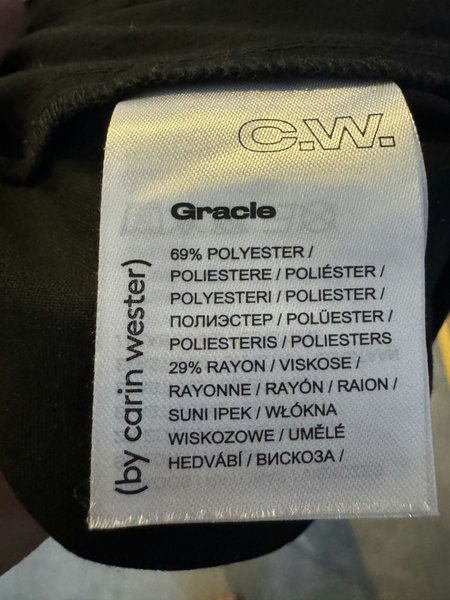 C.W.
Gracie
69% POLYESTER /
POLIESTERE / POLIÉSTER /
POLYESTERI / POLIESTER /
ПОЛИЭСТЕР / POLÜESTER /
POLIESTERIS / POLIESTERS
29% RAYON / VISKOSE /
RAYONNE / RAYÓN / RAION /
SUNI IPEK / WŁÓKNA
WISKOZOWE / UMĚLÉ
HEDVÁBÍ / ВИСКОЗА /
(by carin wester)